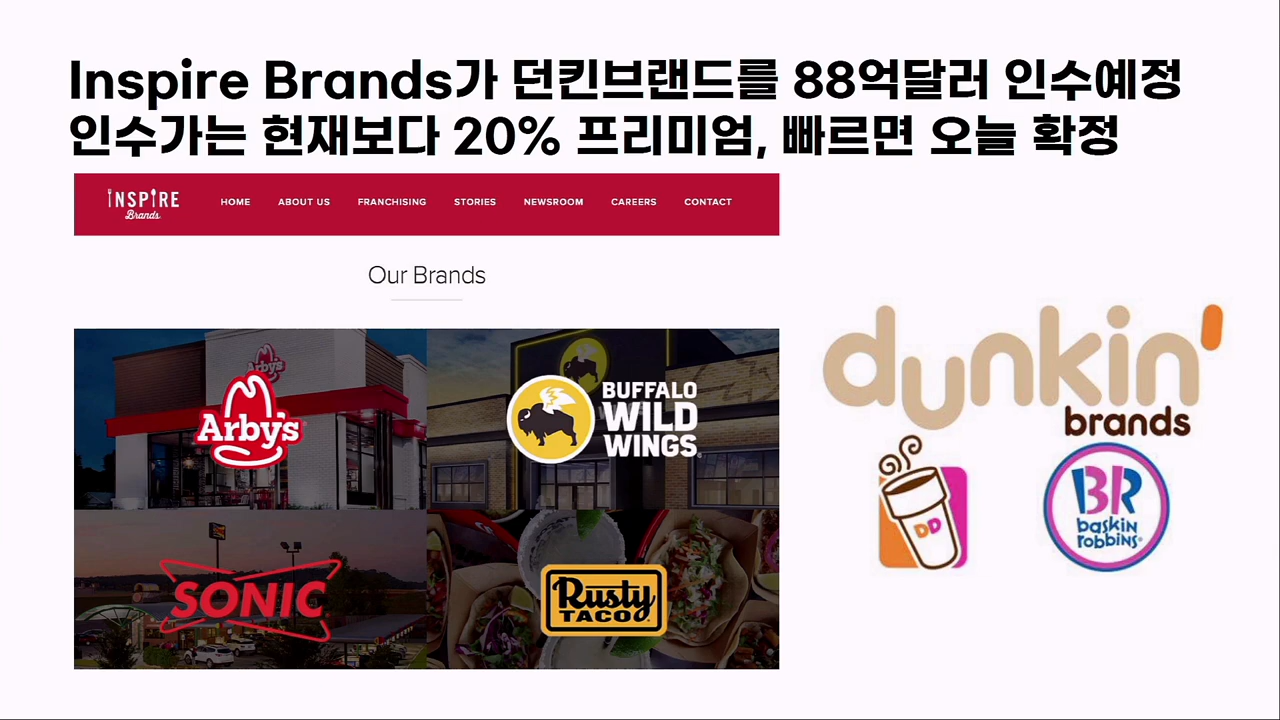 Inspire Brands가 던킨브랜드를 88억달러 인수예정
인수가는 현재보다 20% 프리미엄, 빠르면 오늘 확정
INSPIRE
Brands
HOME ABOUT US FRANCHISING STORIES NEWSROOM CAREERS CONTACT
Our Brands
Arby's
Arby's
BUFFALO
WILD
WINGS
SONIC
Rusty
TACO
dunkin'
brands
DD
BR
baskin
robbins